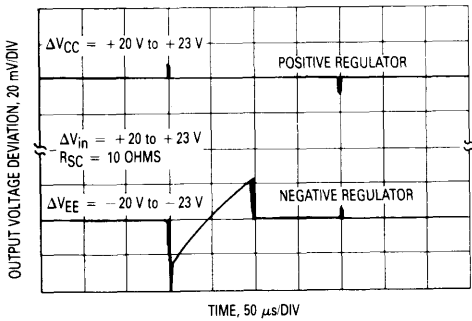 ΔVCC = +20 V to +23 V
POSITIVE REGULATOR
ΔVin = +20 to +23 V
RSC = 10 OHMS
ΔVEE = −20 V to −23 V
NEGATIVE REGULATOR
OUTPUT VOLTAGE DEVIATION, 20 mV/DIV
TIME, 50 μs/DIV